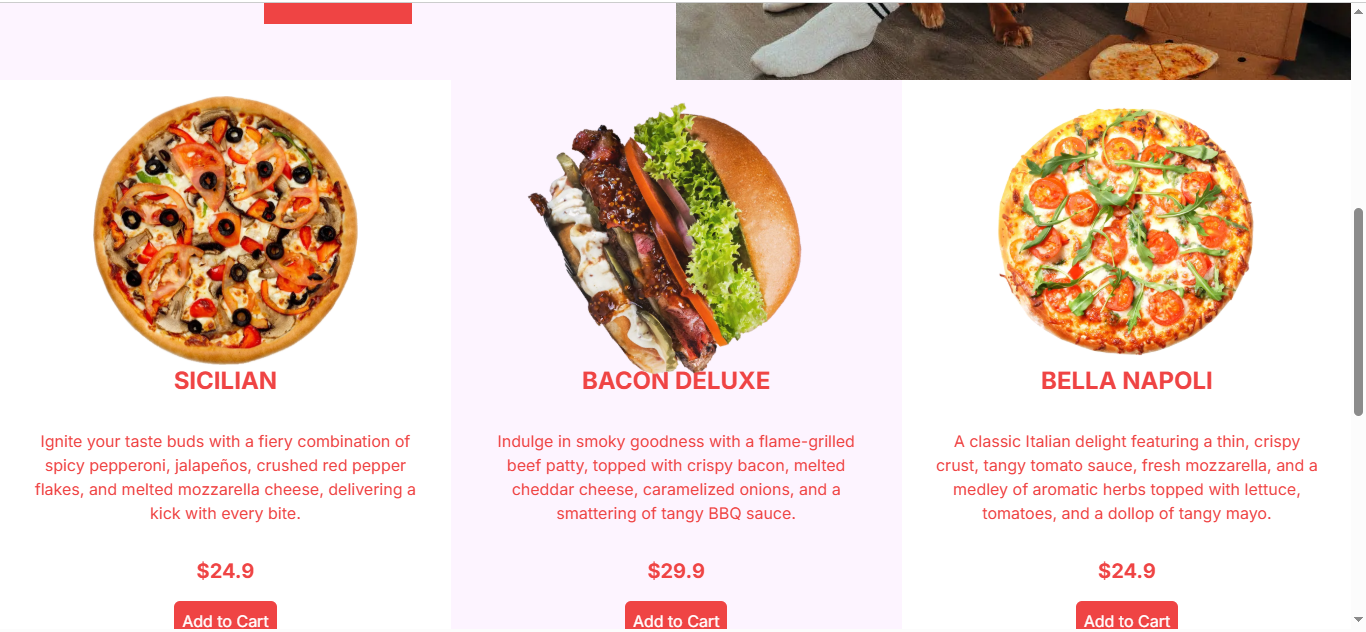 SICILIAN
Ignite your taste buds with a fiery combination of
spicy pepperoni, jalapeños, crushed red pepper
flakes, and melted mozzarella cheese, delivering a
kick with every bite.
$24.9
Add to Cart
BACON DELUXE
Indulge in smoky goodness with a flame-grilled
beef patty, topped with crispy bacon, melted
cheddar cheese, caramelized onions, and a
smattering of tangy BBQ sauce.
$29.9
Add to Cart
BELLA NAPOLI
A classic Italian delight featuring a thin, crispy
crust, tangy tomato sauce, fresh mozzarella, and a
medley of aromatic herbs topped with lettuce,
tomatoes, and a dollop of tangy mayo.
$24.9
Add to Cart